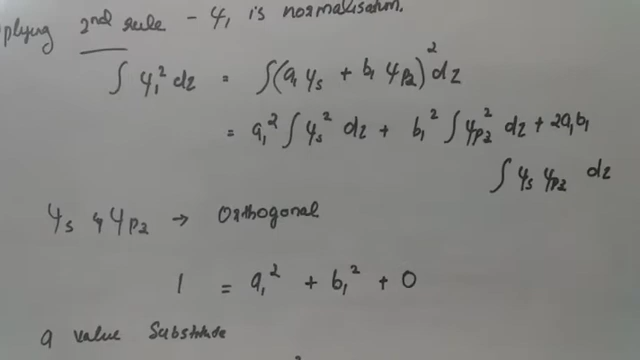 pplying 2nd rule - ψ₁ is normalisation.
∫ ψ₁² dz = ∫(a₁ ψs + b₁ ψpz)² dz
= a₁² ∫ ψs² dz + b₁² ∫ ψpz² dz + 2a₁b₁
∫ ψs ψpz dz
ψs & ψpz → Orthogonal
1 = a₁² + b₁² + 0
a value Substitute